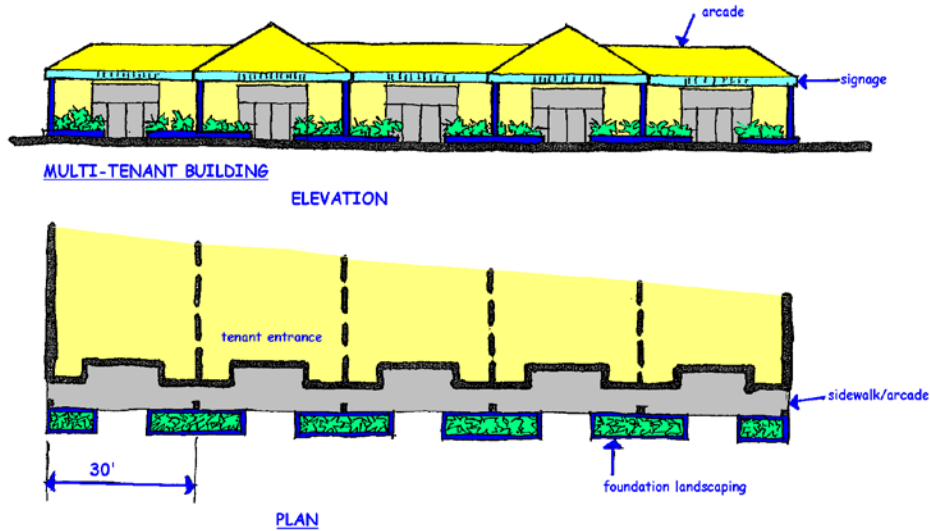 arcade
signage
MULTI-TENANT BUILDING
ELEVATION
tenant entrance
sidewalk/arcade
30'
foundation landscaping
PLAN